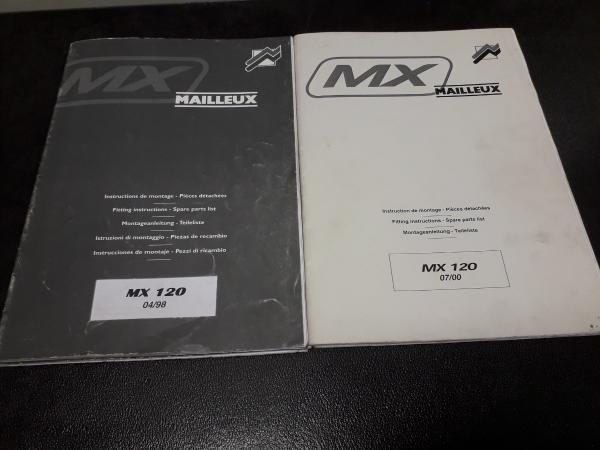 MX
MAILLEUX
Instructions de montage - Pièces détachées
Fitting instructions - Spare parts list
Montageanleitung - Teileliste
Istruzioni di montaggio - Piezas de recambio
Instrucciones de montaje - Pezzi di ricambio
MX 120
04/98
MX
MAILLEUX
Instruction de montage - Pièces détachées
Fitting instructions - Spare parts list
Montageanleitung - Teileliste
MX 120
07/00